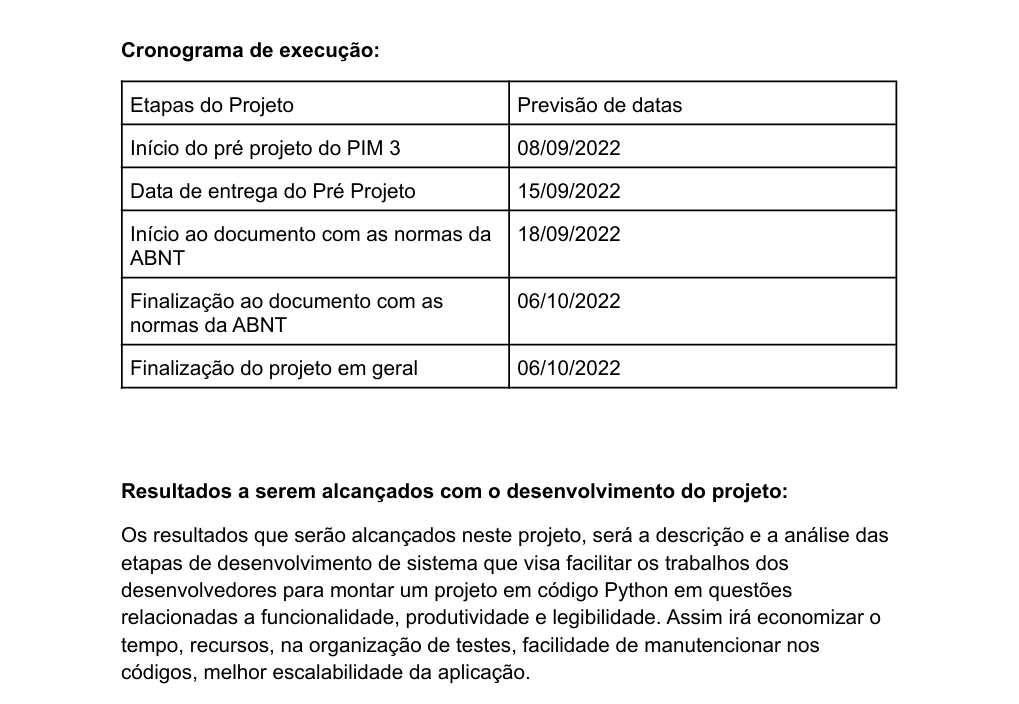 Cronograma de execução:
Etapas do Projeto Previsão de datas
Início do pré projeto do PIM 3 08/09/2022
Data de entrega do Pré Projeto 15/09/2022
Início ao documento com as normas da 18/09/2022
ABNT
Finalização ao documento com as 06/10/2022
normas da ABNT
Finalização do projeto em geral 06/10/2022
Resultados a serem alcançados com o desenvolvimento do projeto:
Os resultados que serão alcançados neste projeto, será a descrição e a análise das
etapas de desenvolvimento de sistema que visa facilitar os trabalhos dos
desenvolvedores para montar um projeto em código Python em questões
relacionadas a funcionalidade, produtividade e legibilidade. Assim irá economizar o
tempo, recursos, na organização de testes, facilidade de manutencionar nos
códigos, melhor escalabilidade da aplicação.